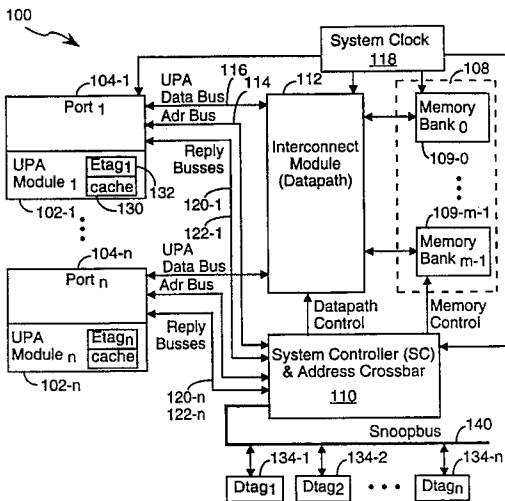 100
System Clock
118
104-1
UPA
116
114
112
108
Port 1
Data Bus
Adr Bus
Memory
Bank 0
109-0
Reply
Busses
Interconnect
Module
(Datapath)
UPA
Module 1
Etag1
cache
132
130
102-1
120-1
122-1
109-m-1
104-n
UPA
Data Bus
Adr Bus
Memory
Bank m-1
Port n
Datapath
Control
Memory
Control
UPA
Module n
Etagn
cache
Reply
Busses
102-n
120-n
122-n
System Controller (SC)
& Address Crossbar
110
Snoopbus
140
134-1
134-2
134-n
Dtag1
Dtag2
Dtagn